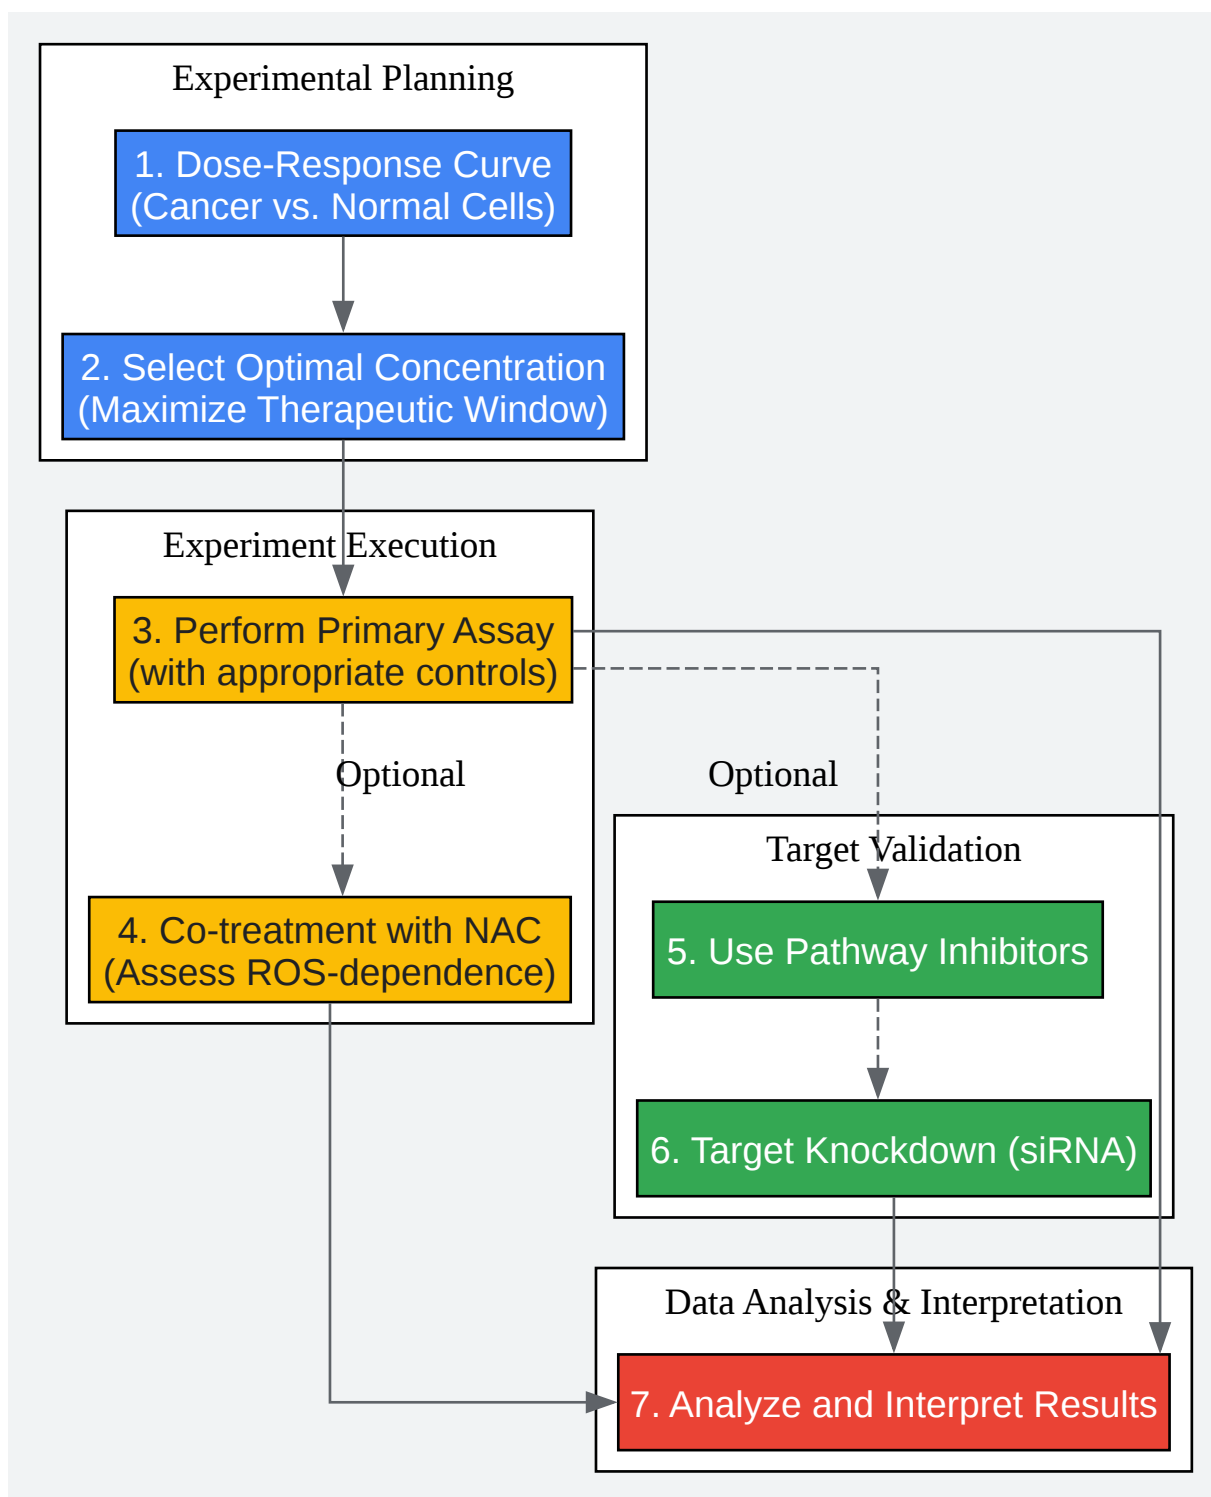 Experimental Planning
1. Dose-Response Curve
(Cancer vs. Normal Cells)
2. Select Optimal Concentration
(Maximize Therapeutic Window)
Experiment Execution
3. Perform Primary Assay
(with appropriate controls)
Optional
Optional
4. Co-treatment with NAC
(Assess ROS-dependence)
Target Validation
5. Use Pathway Inhibitors
6. Target Knockdown (siRNA)
Data Analysis & Interpretation
7. Analyze and Interpret Results